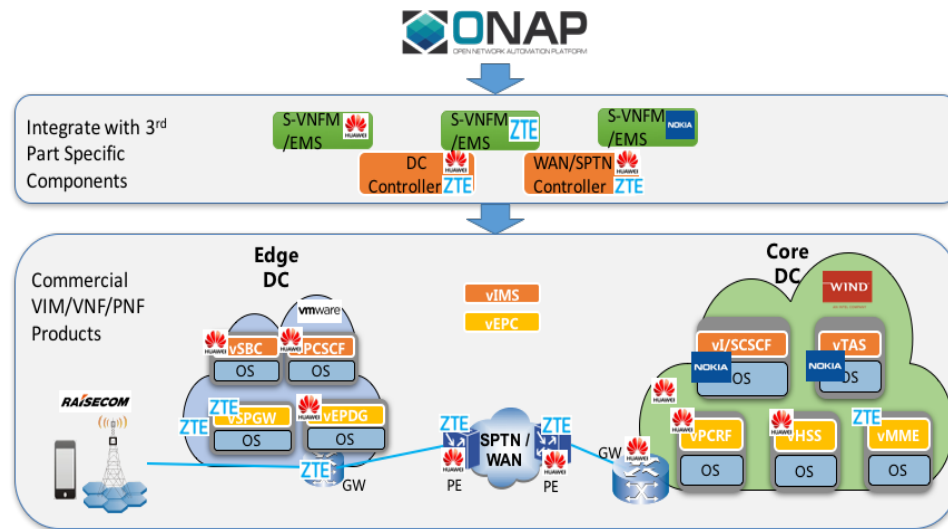 ONAP
OPEN NETWORK AUTOMATION PLATFORM
Integrate with 3rd
Part Specific
Components
S-VNFM
/EMS
HUAWEI
S-VNFM
/EMS
ZTE
S-VNFM
/EMS
NOKIA
DC
Controller
HUAWEI
ZTE
WAN/SPTN
Controller
HUAWEI
ZTE
Commercial
VIM/VNF/PNF
Products
Edge
DC
vmware
HUAWEI
vSBC
OS
HUAWEI
PCSCF
OS
ZTE
ZTE
vSPGW
OS
HUAWEI
vEPDG
OS
RAISECOM
ZTE
GW
vIMS
vEPC
ZTE
HUAWEI
PE
SPTN /
WAN
ZTE
HUAWEI
PE
Core
DC
WIND
vI/SCSCF
NOKIA
OS
vTAS
NOKIA
OS
HUAWEI
HUAWEI
vPCRF
OS
HUAWEI
vHSS
OS
ZTE
vMME
OS
GW
HUAWEI